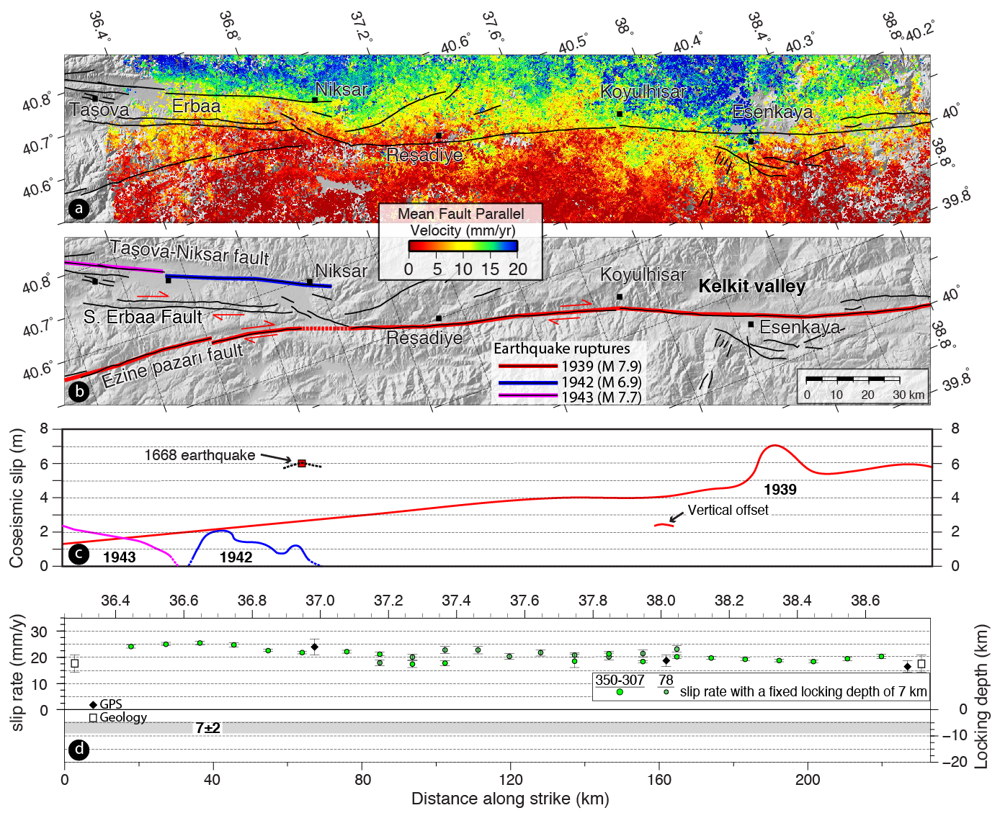 36.4°
36.8°
37.2°
37.6°
38°
38.4°
38.8°
40.2°
40.6°
40.5°
40.4°
40.3°
40.8°
40.7°
40.6°
40°
38.8°
39.8°
Niksar
Koyulhisar
Taşova
Erbaa
Esenkaya
Reşadiye
a
Mean Fault Parallel
Velocity (mm/yr)
0 5 10 15 20
Taşova-Niksar fault
Niksar
Koyulhisar
Kelkit valley
40.8°
40.7°
40.6°
40°
38.8°
39.8°
S. Erbaa Fault
Reşadiye
Esenkaya
Ezine pazarı fault
Earthquake ruptures
1939 (M 7.9)
1942 (M 6.9)
1943 (M 7.7)
0 10 20 30 km
b
Coseismic slip (m)
8
6
4
2
0
8
6
4
2
0
1668 earthquake
1939
Vertical offset
1943
1942
c
36.4 36.6 36.8 37.0 37.2 37.4 37.6 37.8 38.0 38.2 38.4 38.6
slip rate (mm/y)
30
20
10
0
350-307 78
slip rate with a fixed locking depth of 7 km
GPS
Geology
7±2
d
Locking depth (km)
0
−10
−20
0 40 80 120 160 200
Distance along strike (km)